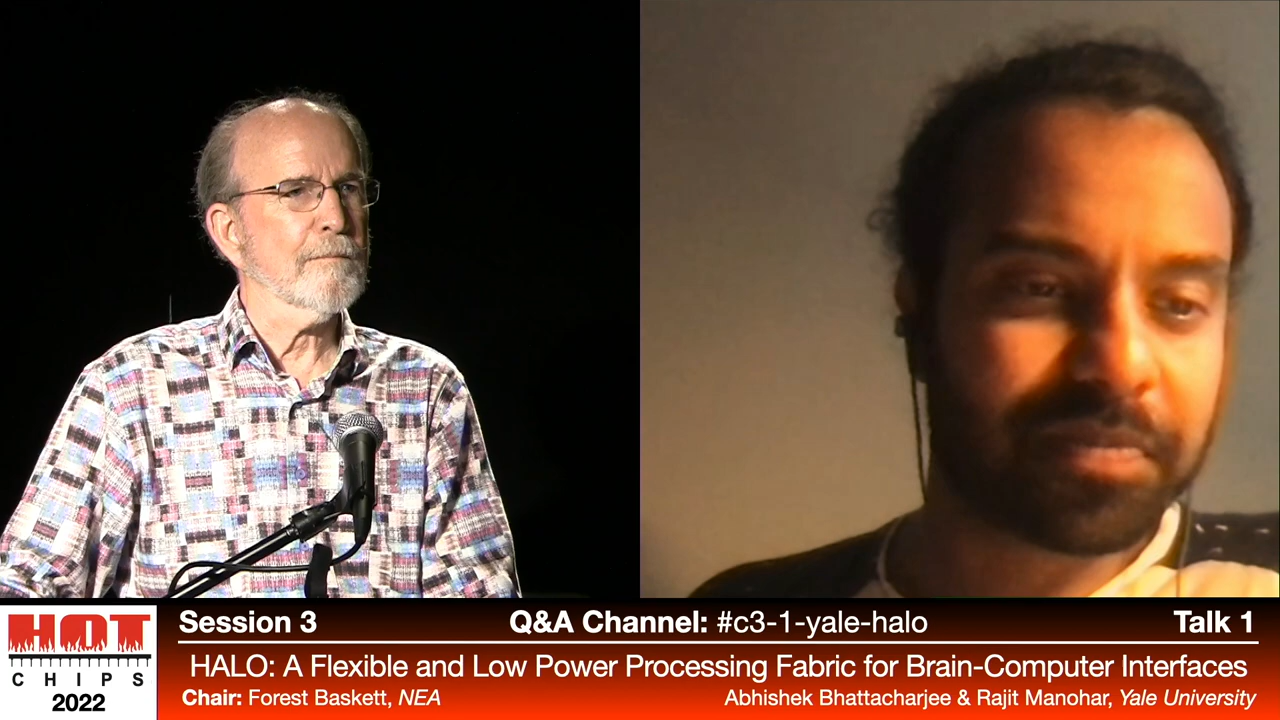 HOT
CHIPS
2022
Session 3
Q&A Channel: #c3-1-yale-halo
Talk 1
HALO: A Flexible and Low Power Processing Fabric for Brain-Computer Interfaces
Chair: Forest Baskett, NEA
Abhishek Bhattacharjee & Rajit Manohar, Yale University